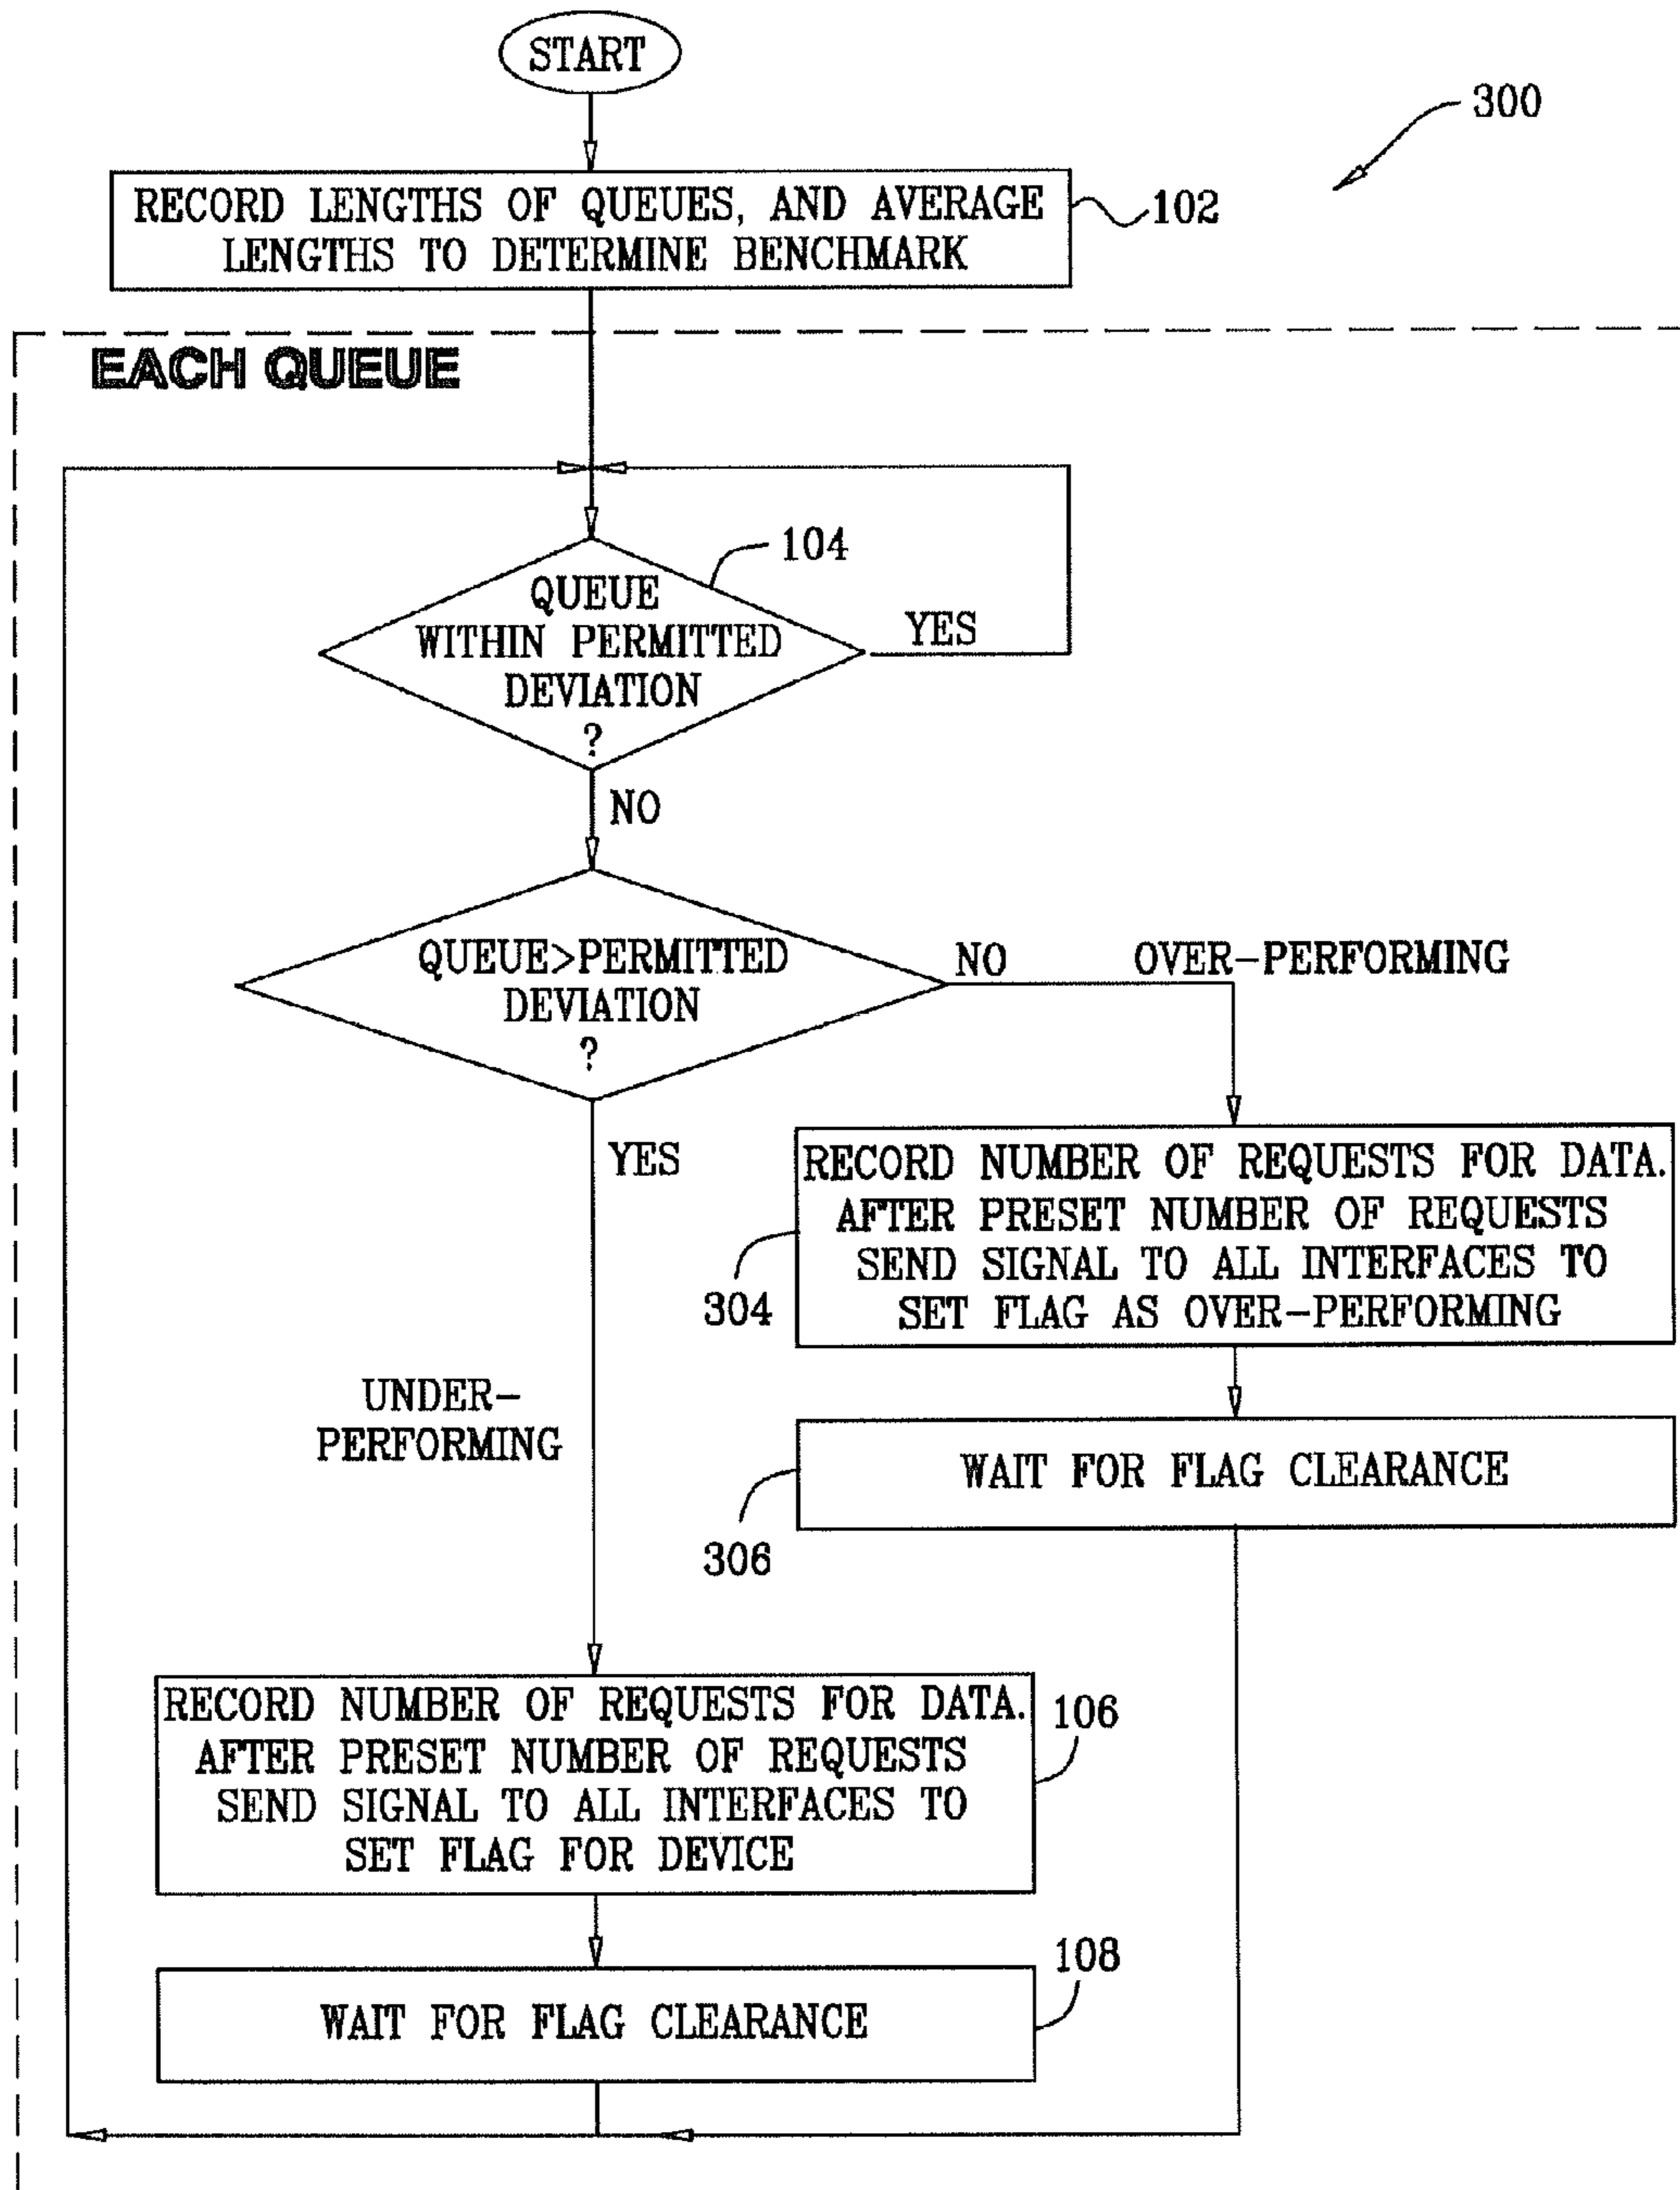 START
300
RECORD LENGTHS OF QUEUES, AND AVERAGE
LENGTHS TO DETERMINE BENCHMARK
102
EACH QUEUE
104
QUEUE
WITHIN PERMITTED
DEVIATION
?
YES
NO
QUEUE>PERMITTED
DEVIATION
?
NO
OVER-PERFORMING
YES
RECORD NUMBER OF REQUESTS FOR DATA.
AFTER PRESET NUMBER OF REQUESTS
SEND SIGNAL TO ALL INTERFACES TO
SET FLAG AS OVER-PERFORMING
304
UNDER-
PERFORMING
WAIT FOR FLAG CLEARANCE
306
RECORD NUMBER OF REQUESTS FOR DATA.
AFTER PRESET NUMBER OF REQUESTS
SEND SIGNAL TO ALL INTERFACES TO
SET FLAG FOR DEVICE
106
WAIT FOR FLAG CLEARANCE
108